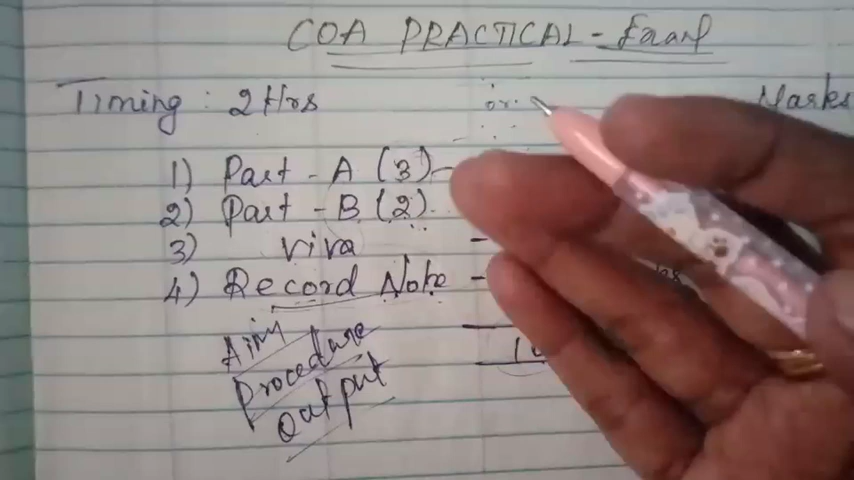 COA PRACTICAL - Exam
Timing : 2 Hrs
or.
Marks
1) Part - A (3) -
2) Part - B (2)
3) viva -
4) Record Note -
Aim
Procedure
Output